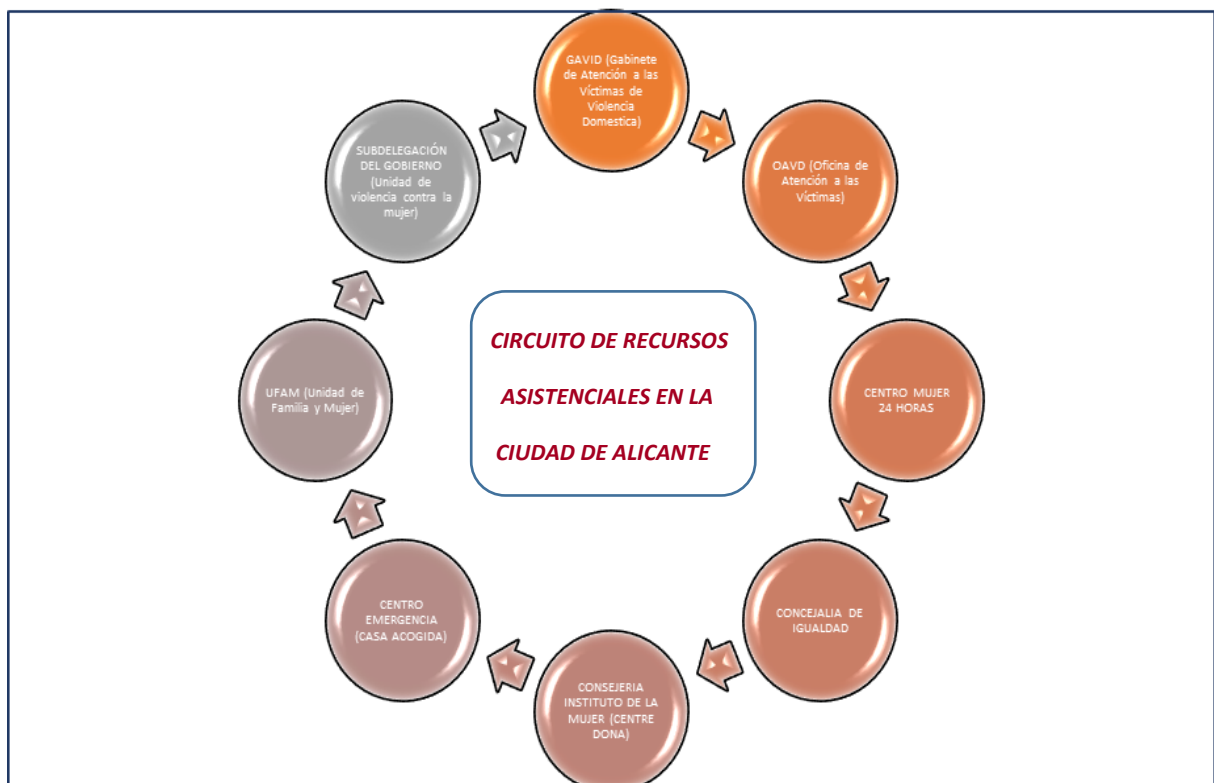 GAVID (Gabinete
de Atención a las
Víctimas de
Violencia
Domestica)
OAVD (Oficina de
Atención a las
Víctimas)
CENTRO MUJER
24 HORAS
CONCEJALIA DE
IGUALDAD
CONSEJERIA
INSTITUTO DE LA
MUJER (CENTRE
DONA)
CENTRO
EMERGENCIA
(CASA ACOGIDA)
UFAM (Unidad de
Familia y Mujer)
SUBDELEGACIÓN
DEL GOBIERNO
(Unidad de
violencia contra la
mujer)
CIRCUITO DE RECURSOS
ASISTENCIALES EN LA
CIUDAD DE ALICANTE